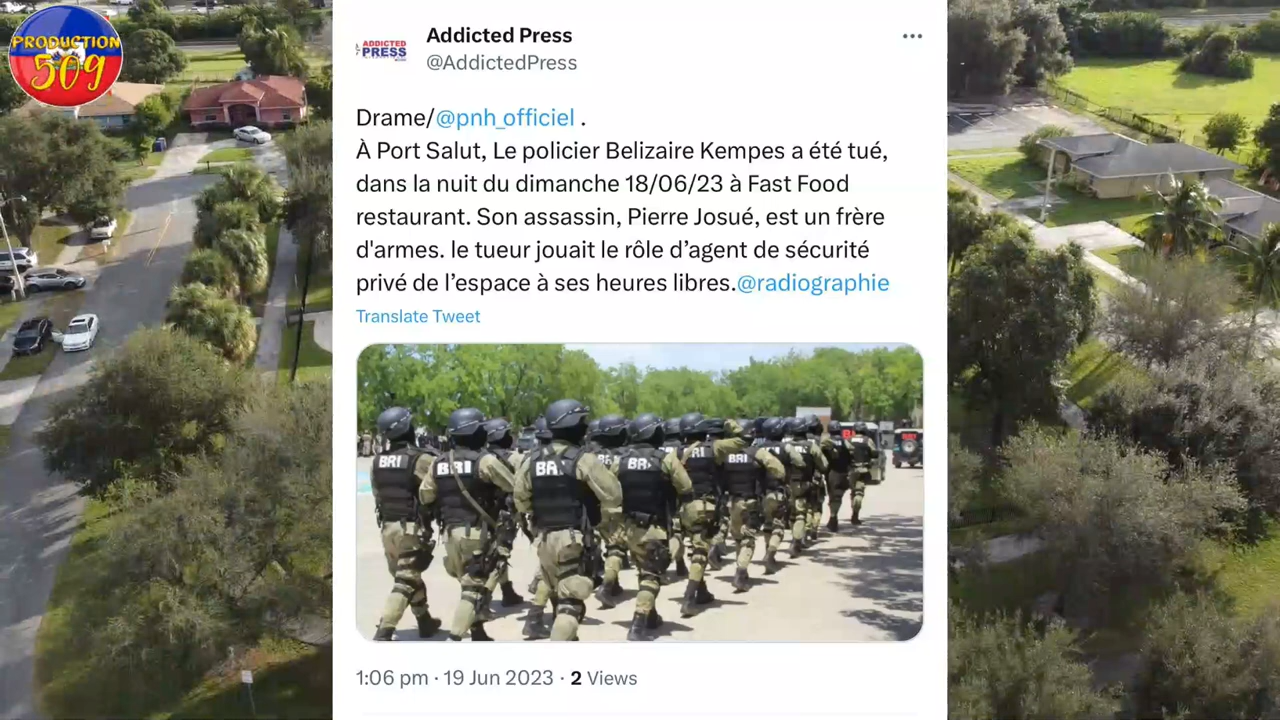 PRODUCTION
509
ADDICTED
PRESS
Addicted Press
@AddictedPress
Drame/@pnh_officiel .
À Port Salut, Le policier Belizaire Kempes a été tué,
dans la nuit du dimanche 18/06/23 à Fast Food
restaurant. Son assassin, Pierre Josué, est un frère
d'armes. le tueur jouait le rôle d’agent de sécurité
privé de l’espace à ses heures libres.@radiographie
Translate Tweet
BRI
BRI
BRI
BRI
BRI
1:06 pm · 19 Jun 2023 · 2 Views